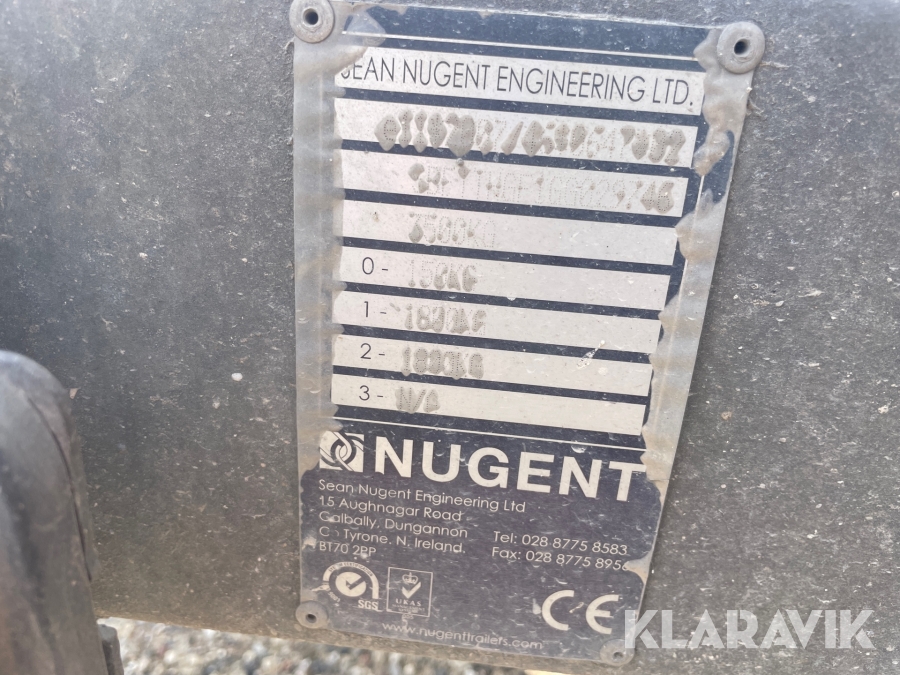 SEAN NUGENT ENGINEERING LTD.
3500KG
0 - 150KG
1 - 1800KG
2 - 1800KG
3 - N/A
NUGENT
Sean Nugent Engineering Ltd
15 Aughnagar Road
Galbally, Dungannon
Co Tyrone, N. Ireland.
BT70 2PP
Tel: 028 8775 8583
Fax: 028 8775 8956
SGS
UKAS
CE
www.nugenttrailers.com
KLARAVIK